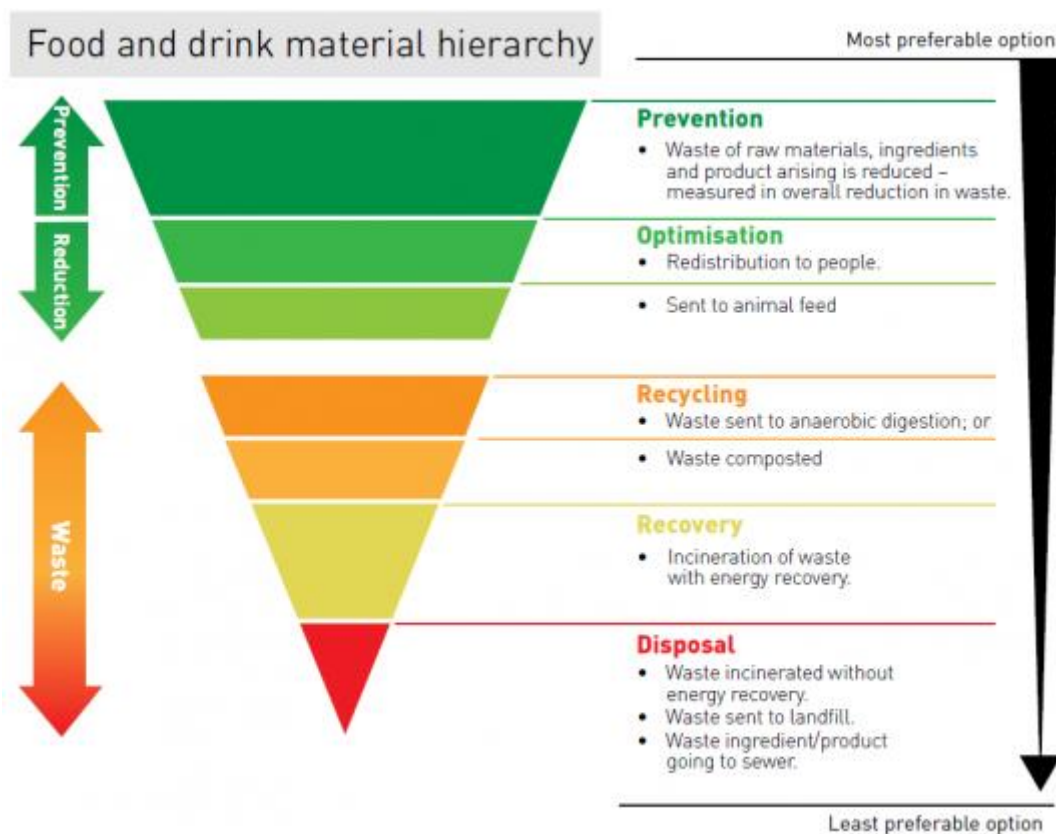 Food and drink material hierarchy
Most preferable option
Prevention
Reduction
Waste
Prevention
• Waste of raw materials, ingredients
and product arising is reduced –
measured in overall reduction in waste.
Optimisation
• Redistribution to people.
• Sent to animal feed
Recycling
• Waste sent to anaerobic digestion; or
• Waste composted
Recovery
• Incineration of waste
with energy recovery.
Disposal
• Waste incinerated without
energy recovery.
• Waste sent to landfill.
• Waste ingredient/product
going to sewer.
Least preferable option